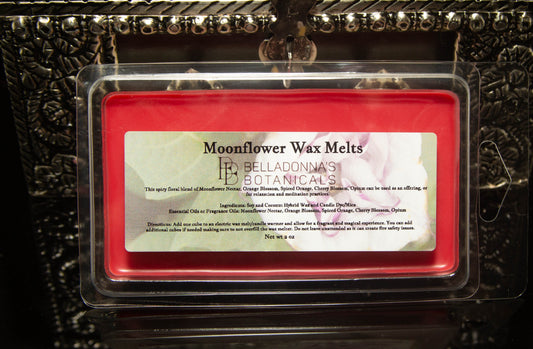 Moonflower Wax Melts
BB BELLADONNA'S
BOTANICALS
This spicy floral blend of Moonflower Nectar, Orange Blossom, Spiced Orange, Cherry Blossom, Opium can be used as an offering, or
for relaxation and meditation practices.
Ingredients: Soy and Coconut Hybrid Wax and Candle Dye/Mica
Essential Oils or Fragrance Oils: Moonflower Nectar, Orange Blossom, Spiced Orange, Cherry Blossom, Opium
Directions: Add one cube to an electric wax melt/candle warmer and allow for a fragrant and magical experience. You can add
additional cubes if needed making sure to not overfill the wax melter. Do not leave unattended as it can create fire safety issues.
Net wt 2 oz